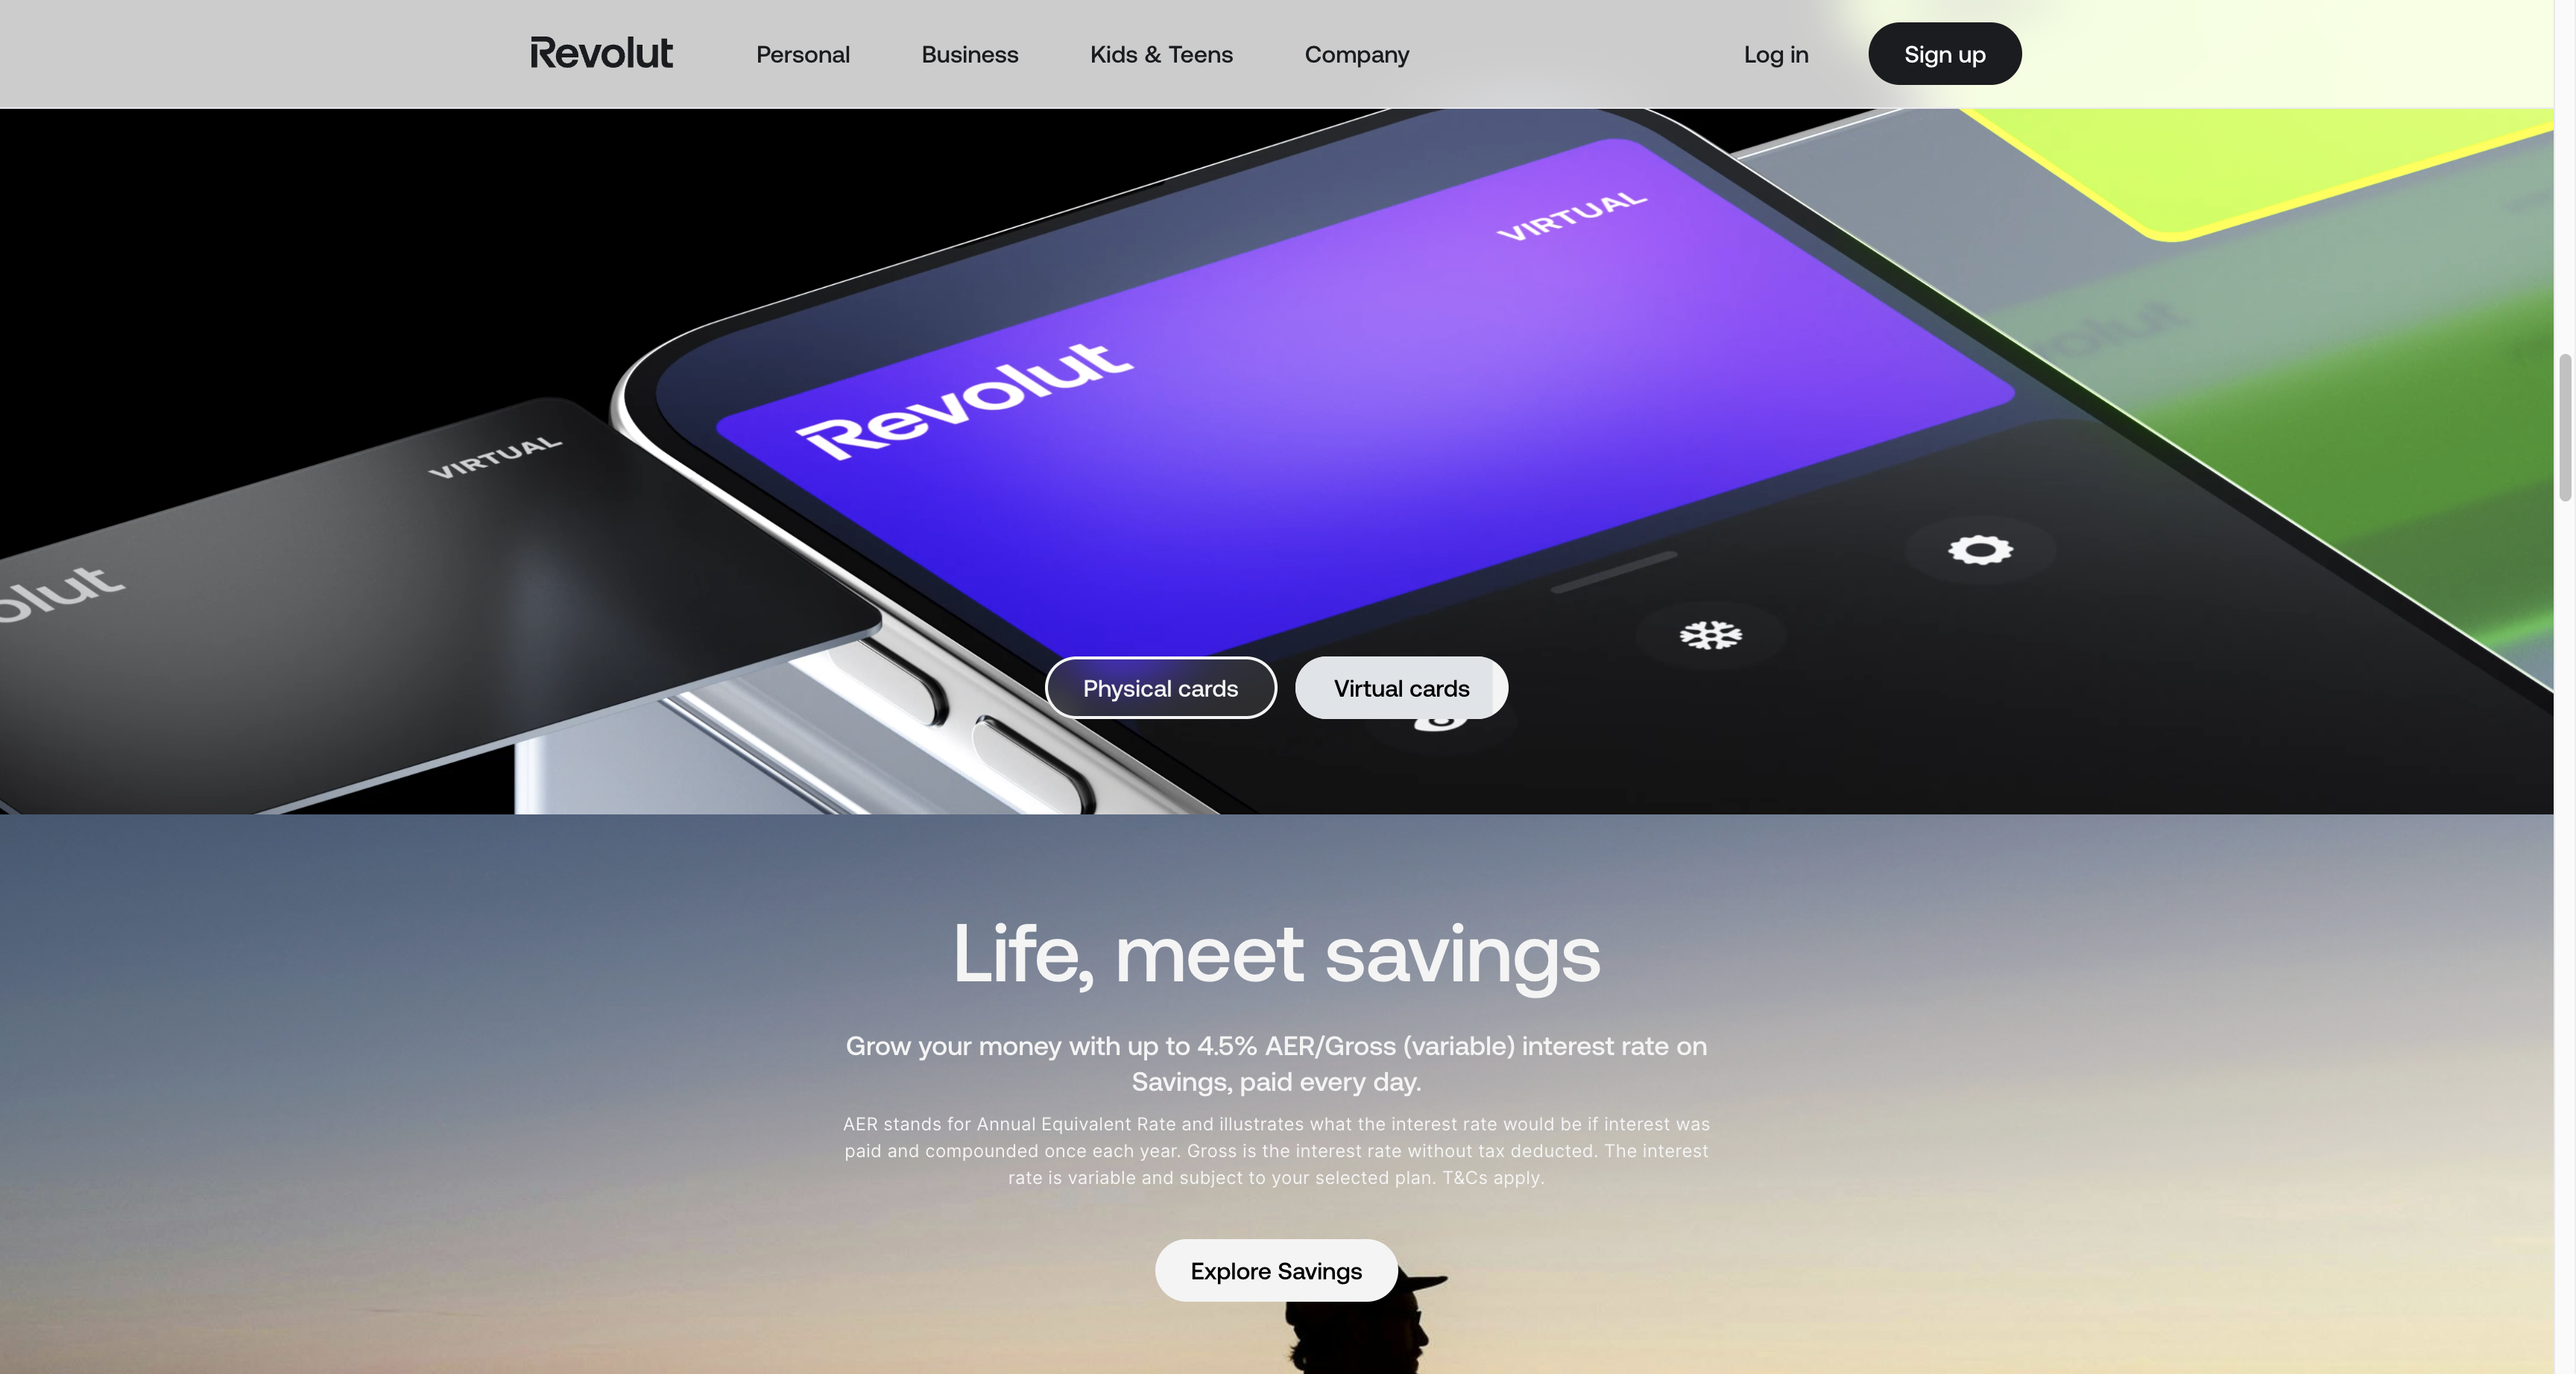 Revolut
Personal
Business
Kids & Teens
Company
Log in
Sign up
VIRTUAL
Revolut
VIRTUAL
olut
volut
Physical cards
Virtual cards
Life, meet savings
Grow your money with up to 4.5% AER/Gross (variable) interest rate on
Savings, paid every day.
AER stands for Annual Equivalent Rate and illustrates what the interest rate would be if interest was
paid and compounded once each year. Gross is the interest rate without tax deducted. The interest
rate is variable and subject to your selected plan. T&Cs apply.
Explore Savings